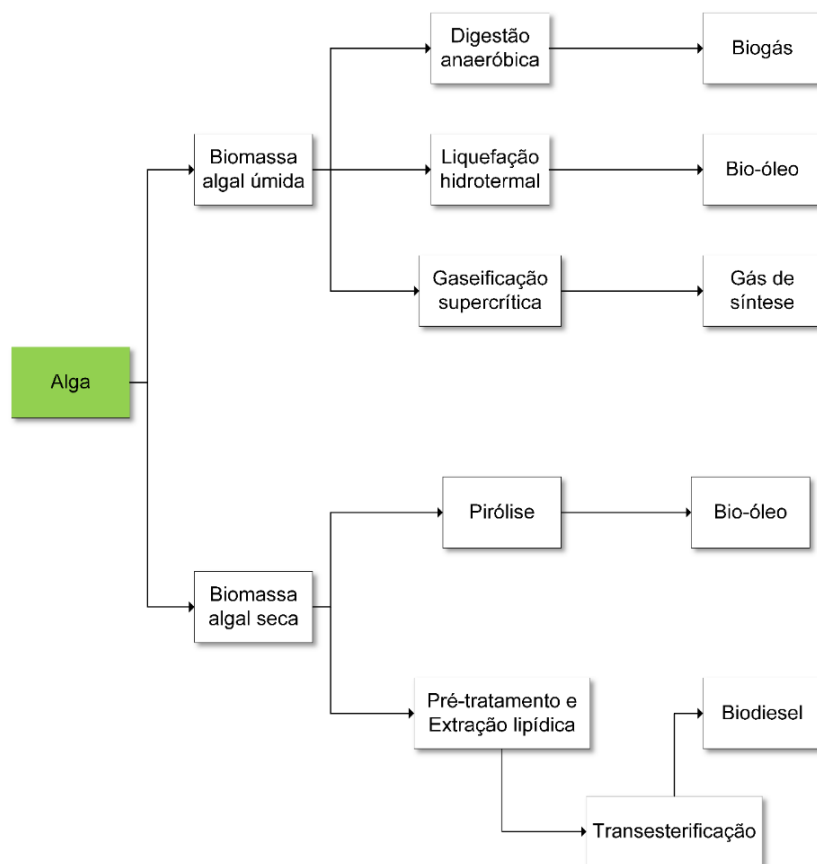 Digestão
anaeróbica
Biogás
Biomassa
algal úmida
Liquefação
hidrotermal
Bio-óleo
Gaseificação
supercrítica
Gás de
síntese
Alga
Pirólise
Bio-óleo
Biomassa
algal seca
Pré-tratamento e
Extração lipídica
Biodiesel
Transesterificação